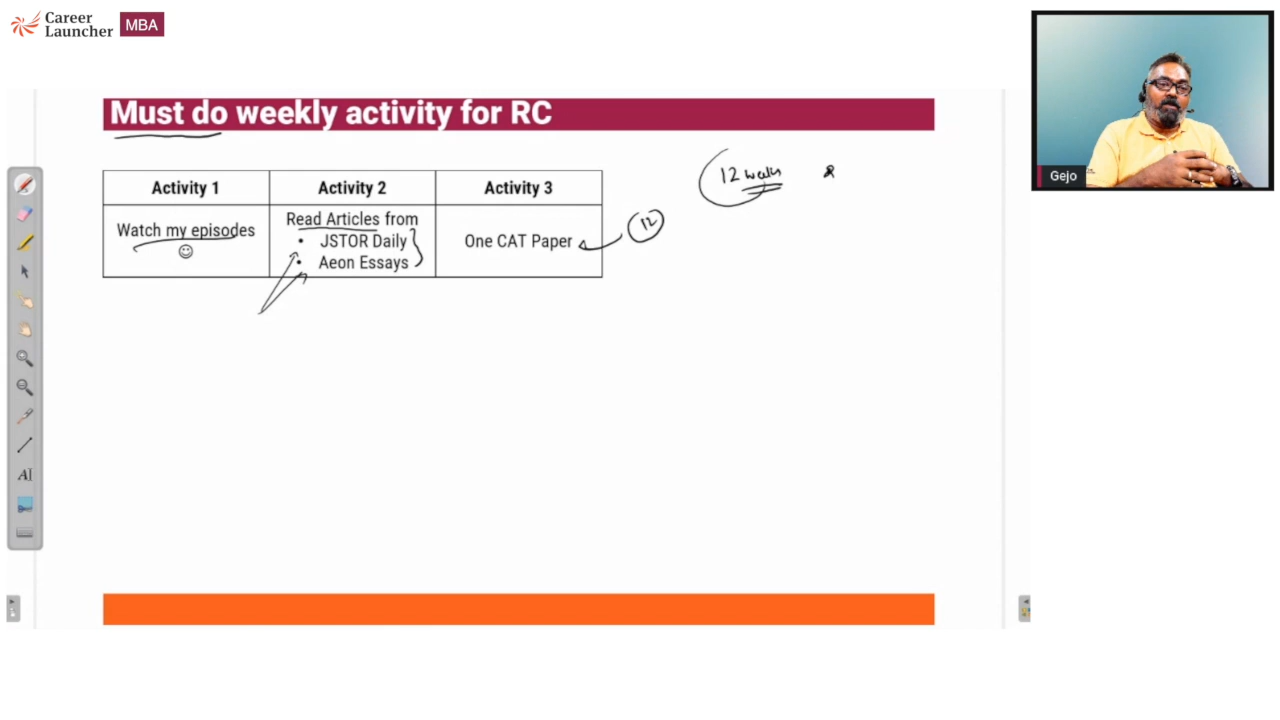 Career
Launcher
MBA
Must do weekly activity for RC
Activity 1
Activity 2
Activity 3
Watch my episodes
Read Articles from
• JSTOR Daily
• Aeon Essays
One CAT Paper
12
12 weeks
Gejo
AI